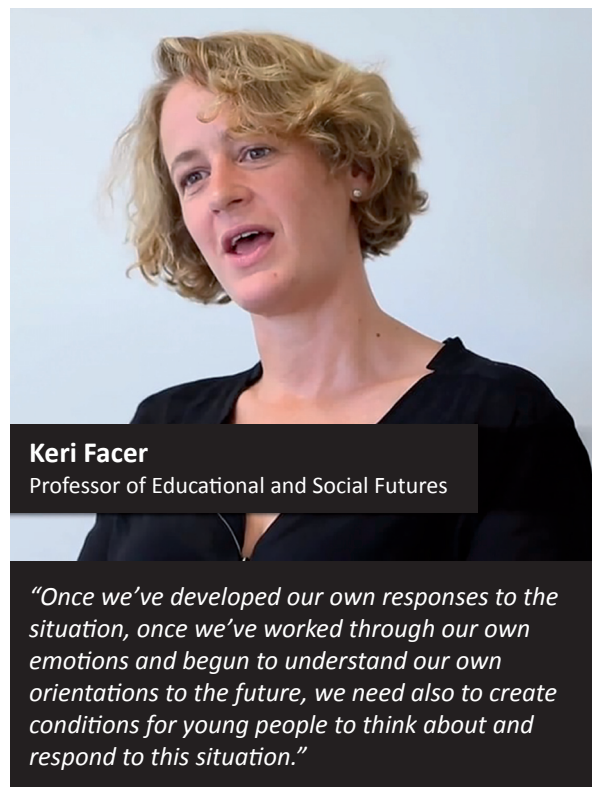 Keri Facer
Professor of Educational and Social Futures
“Once we’ve developed our own responses to the
situation, once we’ve worked through our own
emotions and begun to understand our own
orientations to the future, we need also to create
conditions for young people to think about and
respond to this situation.”